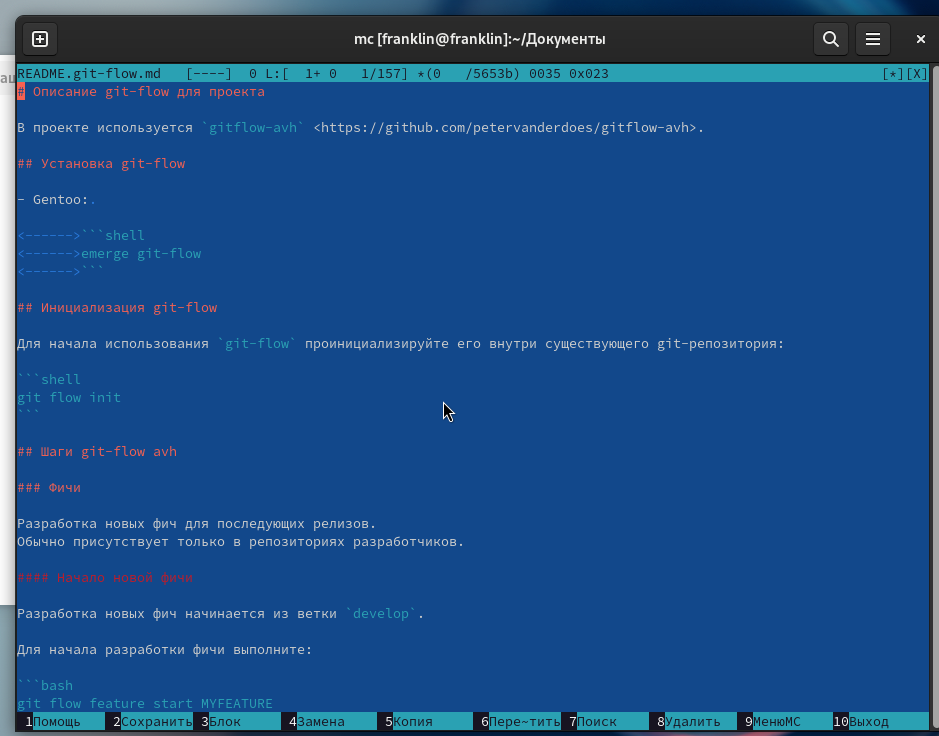 mc [franklin@franklin]:~/Документы
README.git-flow.md [----] 0 L:[ 1+ 0 1/157] *(0 /5653b) 0035 0x023 [*][X]
# Описание git-flow для проекта
В проекте используется `gitflow-avh` <https://github.com/petervanderdoes/gitflow-avh>.
## Установка git-flow
- Gentoo:.
<------>```shell
<------>emerge git-flow
<------>```
## Инициализация git-flow
Для начала использования `git-flow` проинициализируйте его внутри существующего git-репозитория:
```shell
git flow init
```
## Шаги git-flow avh
### Фичи
Разработка новых фич для последующих релизов.
Обычно присутствует только в репозиториях разработчиков.
#### Начало новой фичи
Разработка новых фич начинается из ветки `develop`.
Для начала разработки фичи выполните:
```bash
git flow feature start MYFEATURE
1Помощь 2Сохранить 3Блок 4Замена 5Копия 6Пере~тить 7Поиск 8Удалить 9МенюMC 10Выход